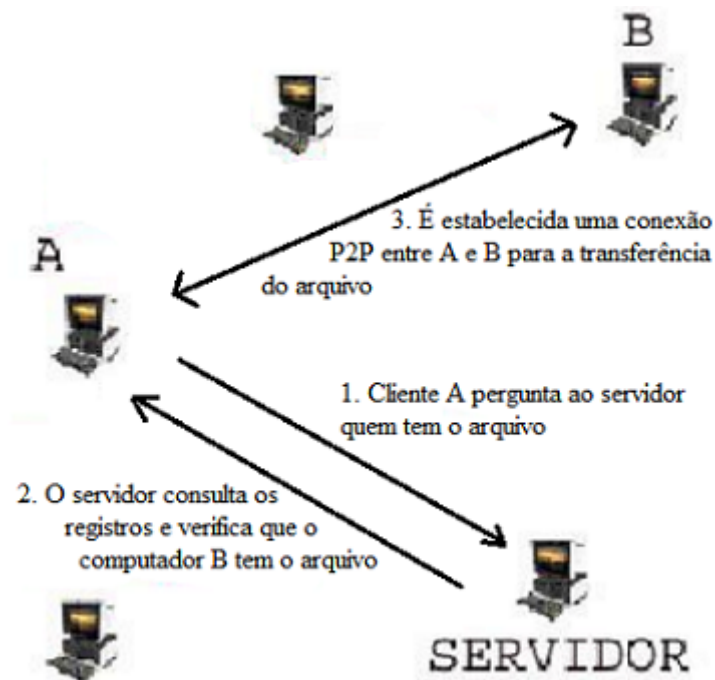 B
3. É estabelecida uma conexão
P2P entre A e B para a transferência
do arquivo
A
1. Cliente A pergunta ao servidor
quem tem o arquivo
2. O servidor consulta os
registros e verifica que o
computador B tem o arquivo
SERVIDOR